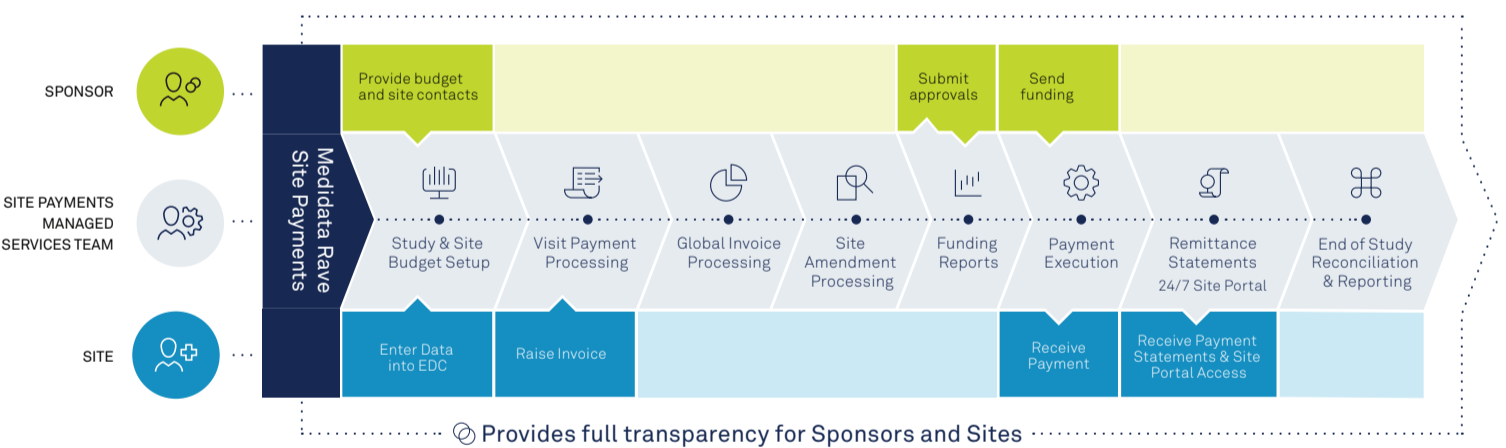 SPONSOR
Provide budget
and site contacts
Submit
approvals
Send
funding
SITE PAYMENTS
MANAGED
SERVICES TEAM
Medidata Rave
Site Payments
Study & Site
Budget Setup
Visit Payment
Processing
Global Invoice
Processing
Site
Amendment
Processing
Funding
Reports
Payment
Execution
Remittance
Statements
24/7 Site Portal
End of Study
Reconciliation
& Reporting
SITE
Enter Data
into EDC
Raise Invoice
Receive
Payment
Receive Payment
Statements & Site
Portal Access
Provides full transparency for Sponsors and Sites